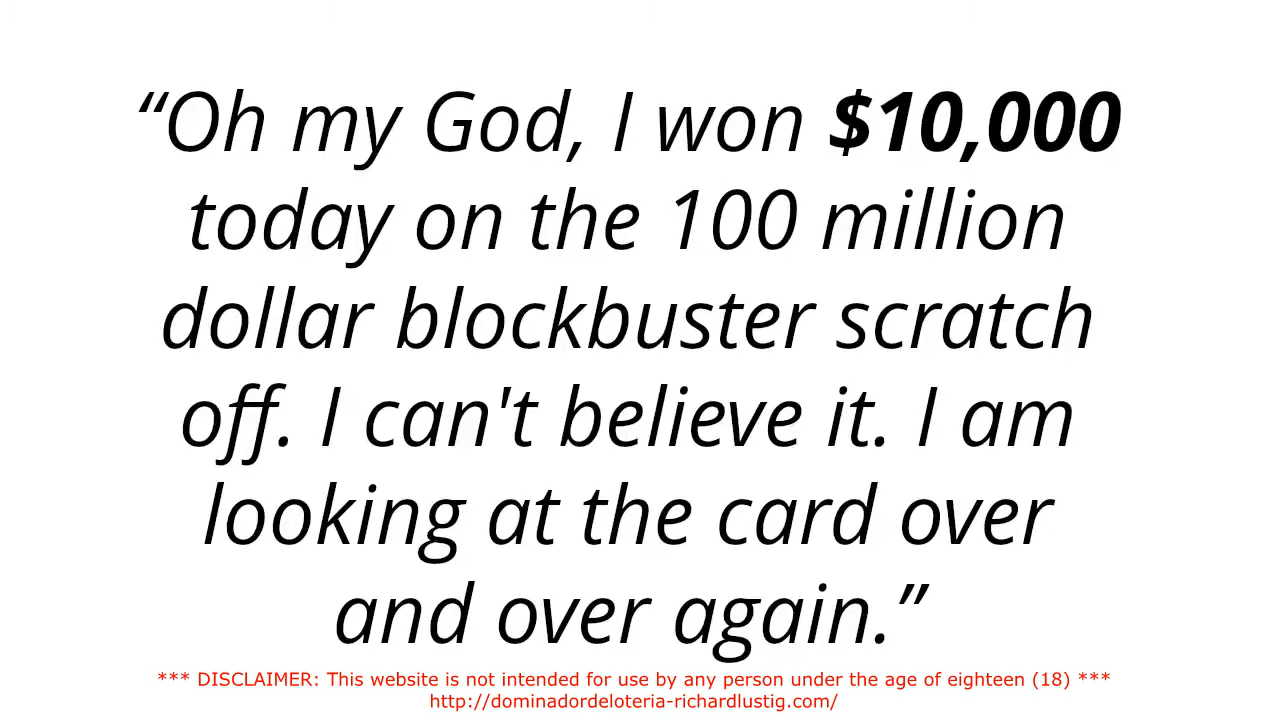 “Oh my God, I won $10,000
today on the 100 million
dollar blockbuster scratch
off. I can't believe it. I am
looking at the card over
and over again.”
*** DISCLAIMER: This website is not intended for use by any person under the age of eighteen (18) ***
http://dominadordeloteria-richardlustig.com/